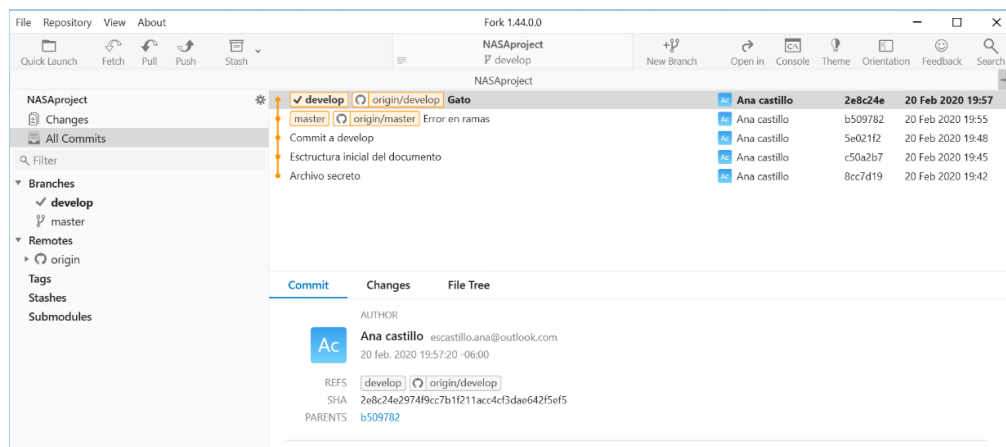 File Repository View About Fork 1.44.0.0
Quick Launch Fetch Pull Push Stash NASAproject develop New Branch Open in Console Theme Orientation Feedback Search
NASAproject
NASAproject
Changes
All Commits
Filter
Branches
develop
master
Remotes
origin
Tags
Stashes
Submodules
develop origin/develop Gato Ac Ana castillo 2e8c24e 20 Feb 2020 19:57
master origin/master Error en ramas Ac Ana castillo b509782 20 Feb 2020 19:55
Commit a develop Ac Ana castillo 5e021f2 20 Feb 2020 19:48
Esctructura inicial del documento Ac Ana castillo c50a2b7 20 Feb 2020 19:45
Archivo secreto Ac Ana castillo 8cc7d19 20 Feb 2020 19:42
Commit Changes File Tree
AUTHOR
Ac Ana castillo escastillo.ana@outlook.com
20 feb. 2020 19:57:20 -06:00
REFS develop origin/develop
SHA 2e8c24e2974f9cc7b1f211acc4cf3dae642f5ef5
PARENTS b509782